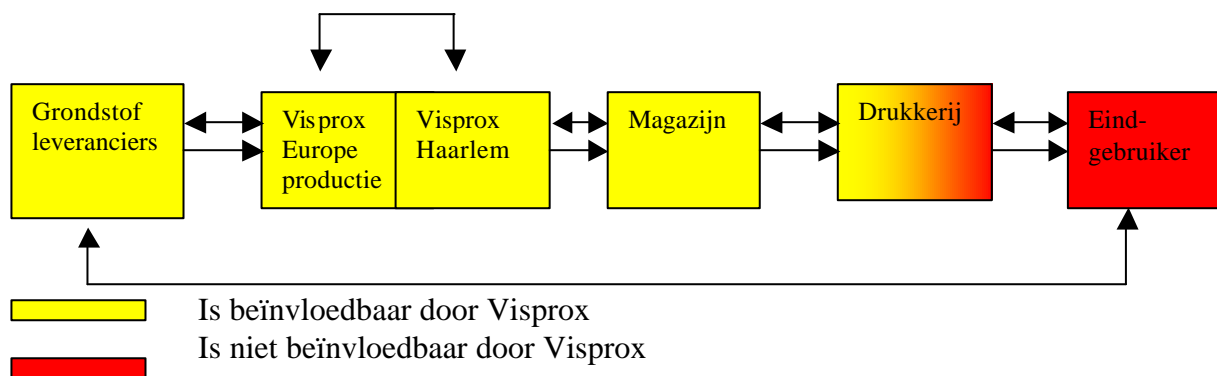 Grondstof
leveranciers
Visprox
Europe
productie
Visprox
Haarlem
Magazijn
Drukkerij
Eind-
gebruiker
Is beïnvloedbaar door Visprox
Is niet beïnvloedbaar door Visprox